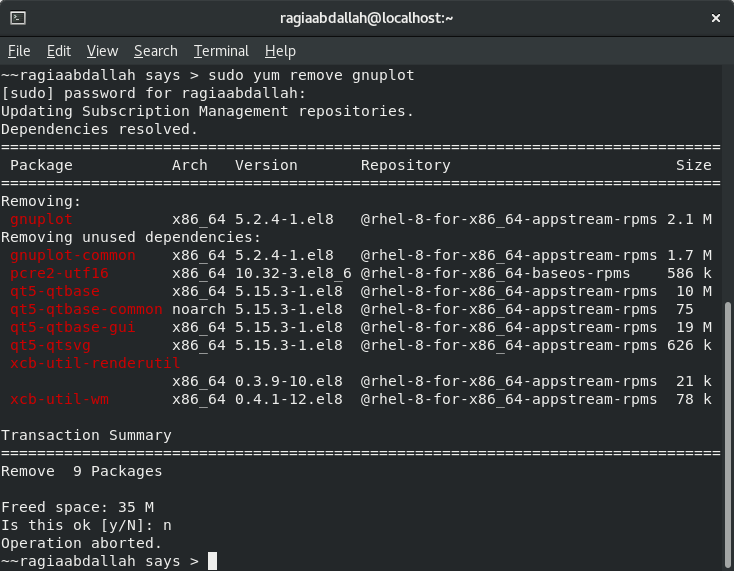 ragiaabdallah@localhost:~
×
File Edit View Search Terminal Help
~~ragiaabdallah says > sudo yum remove gnuplot
[sudo] password for ragiaabdallah:
Updating Subscription Management repositories.
Dependencies resolved.
================================================================================
 Package           Arch   Version       Repository                         Size
================================================================================
Removing:
 gnuplot           x86_64 5.2.4-1.el8   @rhel-8-for-x86_64-appstream-rpms 2.1 M
Removing unused dependencies:
 gnuplot-common    x86_64 5.2.4-1.el8   @rhel-8-for-x86_64-appstream-rpms 1.7 M
 pcre2-utf16       x86_64 10.32-3.el8_6 @rhel-8-for-x86_64-baseos-rpms    586 k
 qt5-qtbase        x86_64 5.15.3-1.el8  @rhel-8-for-x86_64-appstream-rpms  10 M
 qt5-qtbase-common noarch 5.15.3-1.el8  @rhel-8-for-x86_64-appstream-rpms  75
 qt5-qtbase-gui    x86_64 5.15.3-1.el8  @rhel-8-for-x86_64-appstream-rpms  19 M
 qt5-qtsvg         x86_64 5.15.3-1.el8  @rhel-8-for-x86_64-appstream-rpms 626 k
 xcb-util-renderutil
                   x86_64 0.3.9-10.el8  @rhel-8-for-x86_64-appstream-rpms  21 k
 xcb-util-wm       x86_64 0.4.1-12.el8  @rhel-8-for-x86_64-appstream-rpms  78 k
Transaction Summary
================================================================================
Remove  9 Packages
Freed space: 35 M
Is this ok [y/N]: n
Operation aborted.
~~ragiaabdallah says >